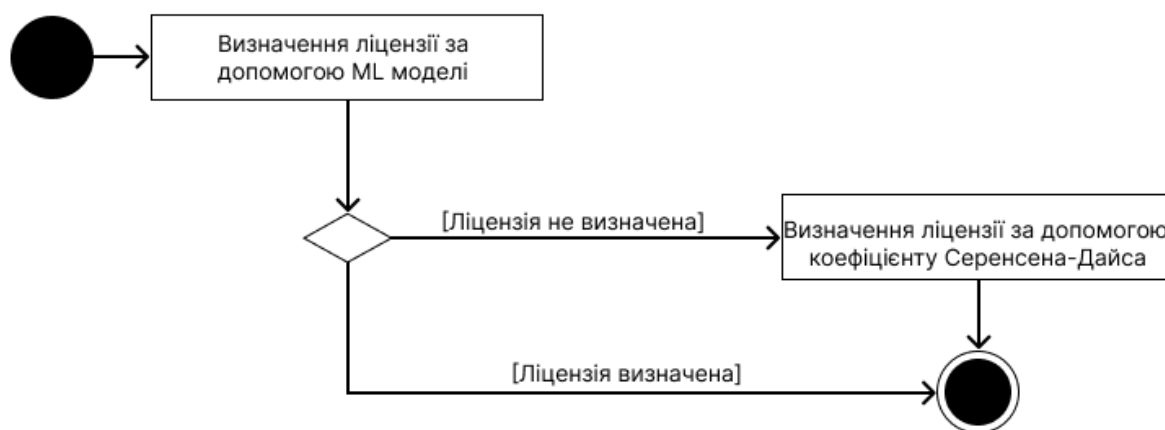 Визначення ліцензії за
допомогою ML моделі
[Ліцензія не визначена]
Визначення ліцензії за допомогою
коефіцієнту Серенсена-Дайса
[Ліцензія визначена]